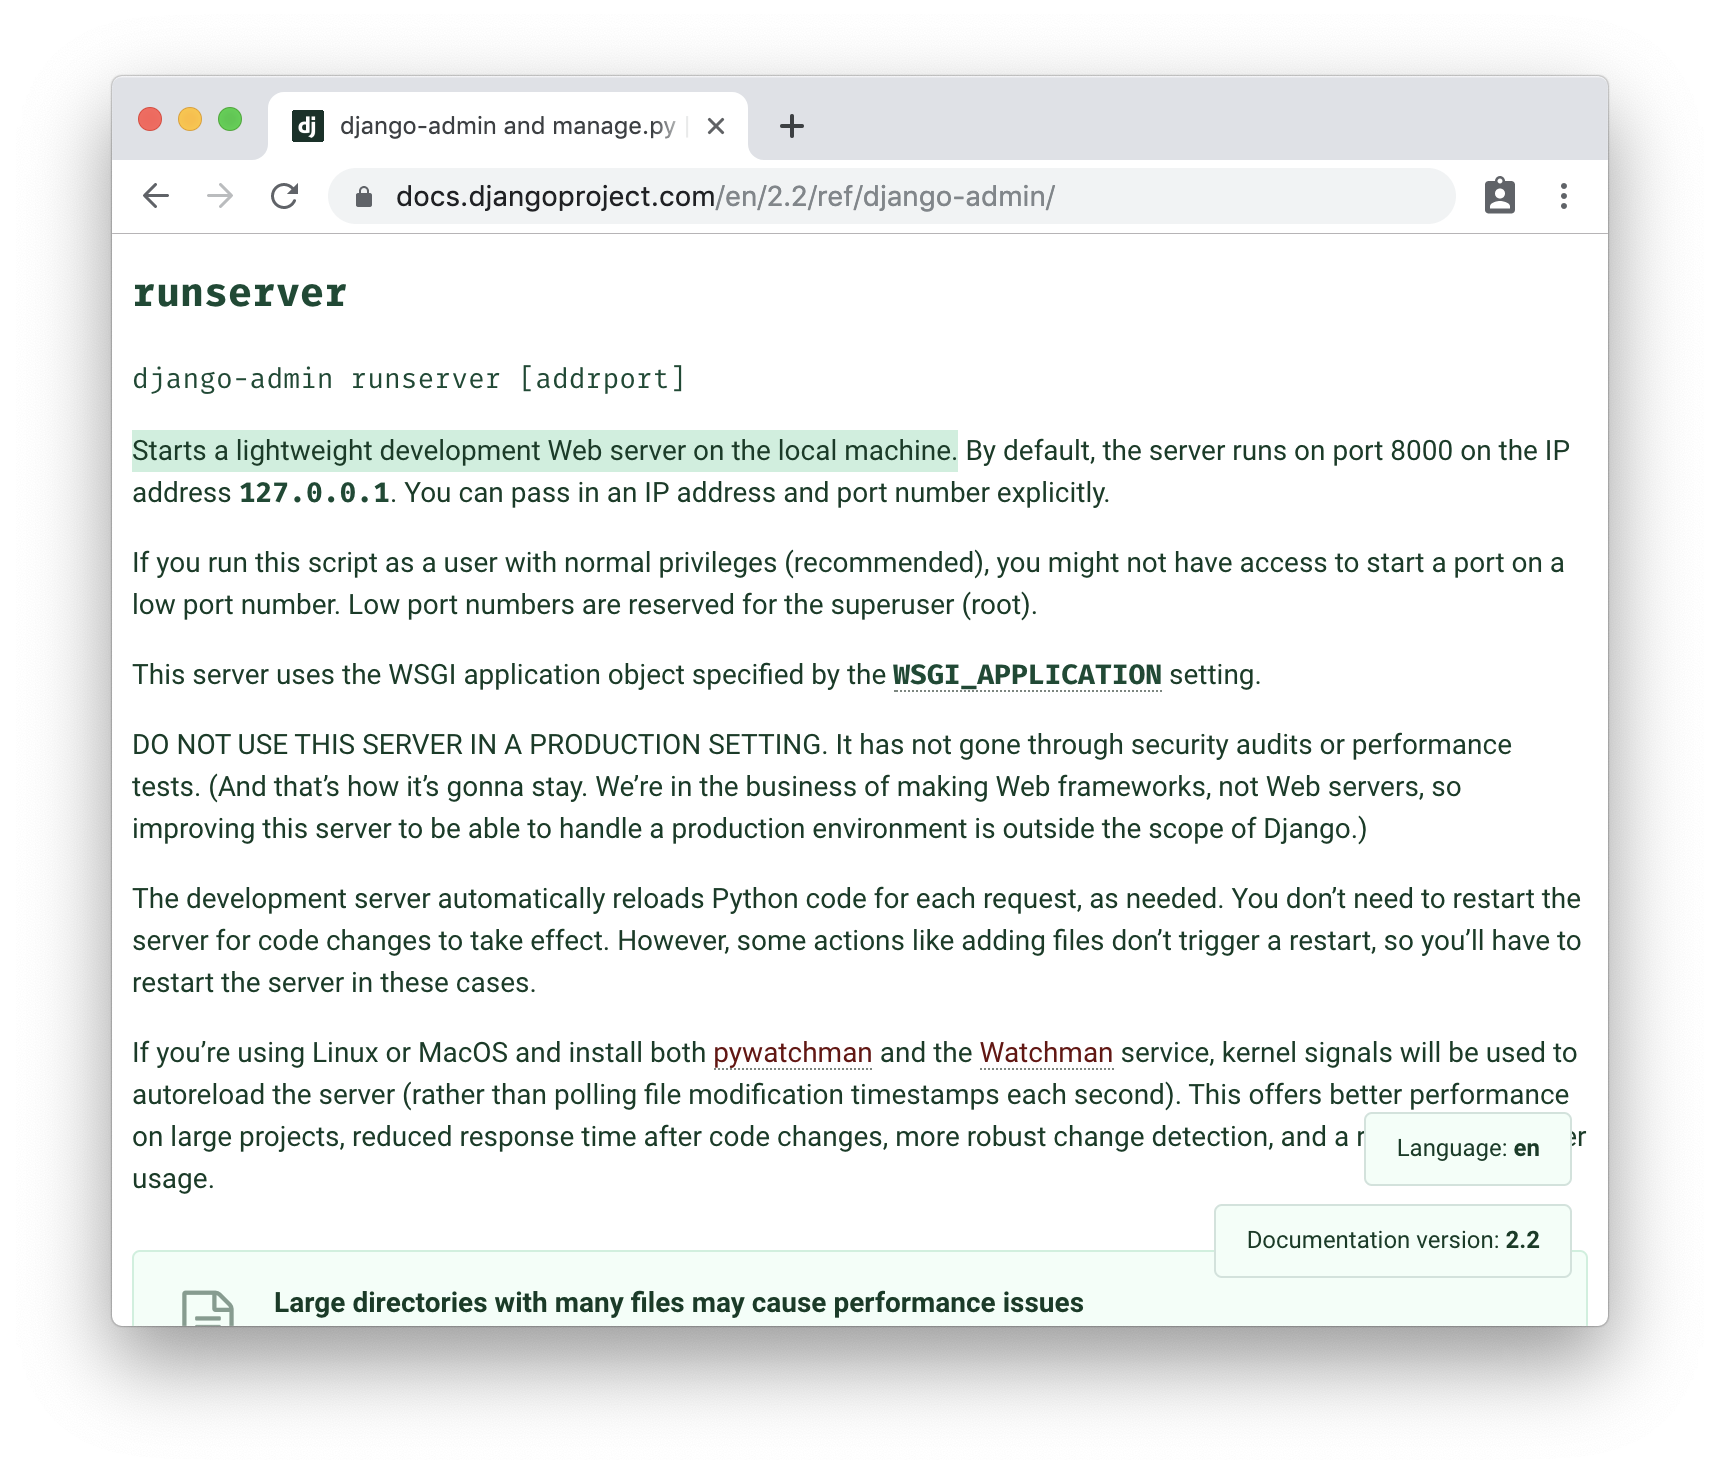 dj django-admin and manage.py
docs.djangoproject.com/en/2.2/ref/django-admin/
runserver
django-admin runserver [addrport]
Starts a lightweight development Web server on the local machine. By default, the server runs on port 8000 on the IP
address 127.0.0.1. You can pass in an IP address and port number explicitly.
If you run this script as a user with normal privileges (recommended), you might not have access to start a port on a
low port number. Low port numbers are reserved for the superuser (root).
This server uses the WSGI application object specified by the WSGI_APPLICATION setting.
DO NOT USE THIS SERVER IN A PRODUCTION SETTING. It has not gone through security audits or performance
tests. (And that’s how it’s gonna stay. We’re in the business of making Web frameworks, not Web servers, so
improving this server to be able to handle a production environment is outside the scope of Django.)
The development server automatically reloads Python code for each request, as needed. You don’t need to restart the
server for code changes to take effect. However, some actions like adding files don’t trigger a restart, so you’ll have to
restart the server in these cases.
If you’re using Linux or MacOS and install both pywatchman and the Watchman service, kernel signals will be used to
autoreload the server (rather than polling file modification timestamps each second). This offers better performance
on large projects, reduced response time after code changes, more robust change detection, and a
Language: en
usage.
Documentation version: 2.2
Large directories with many files may cause performance issues